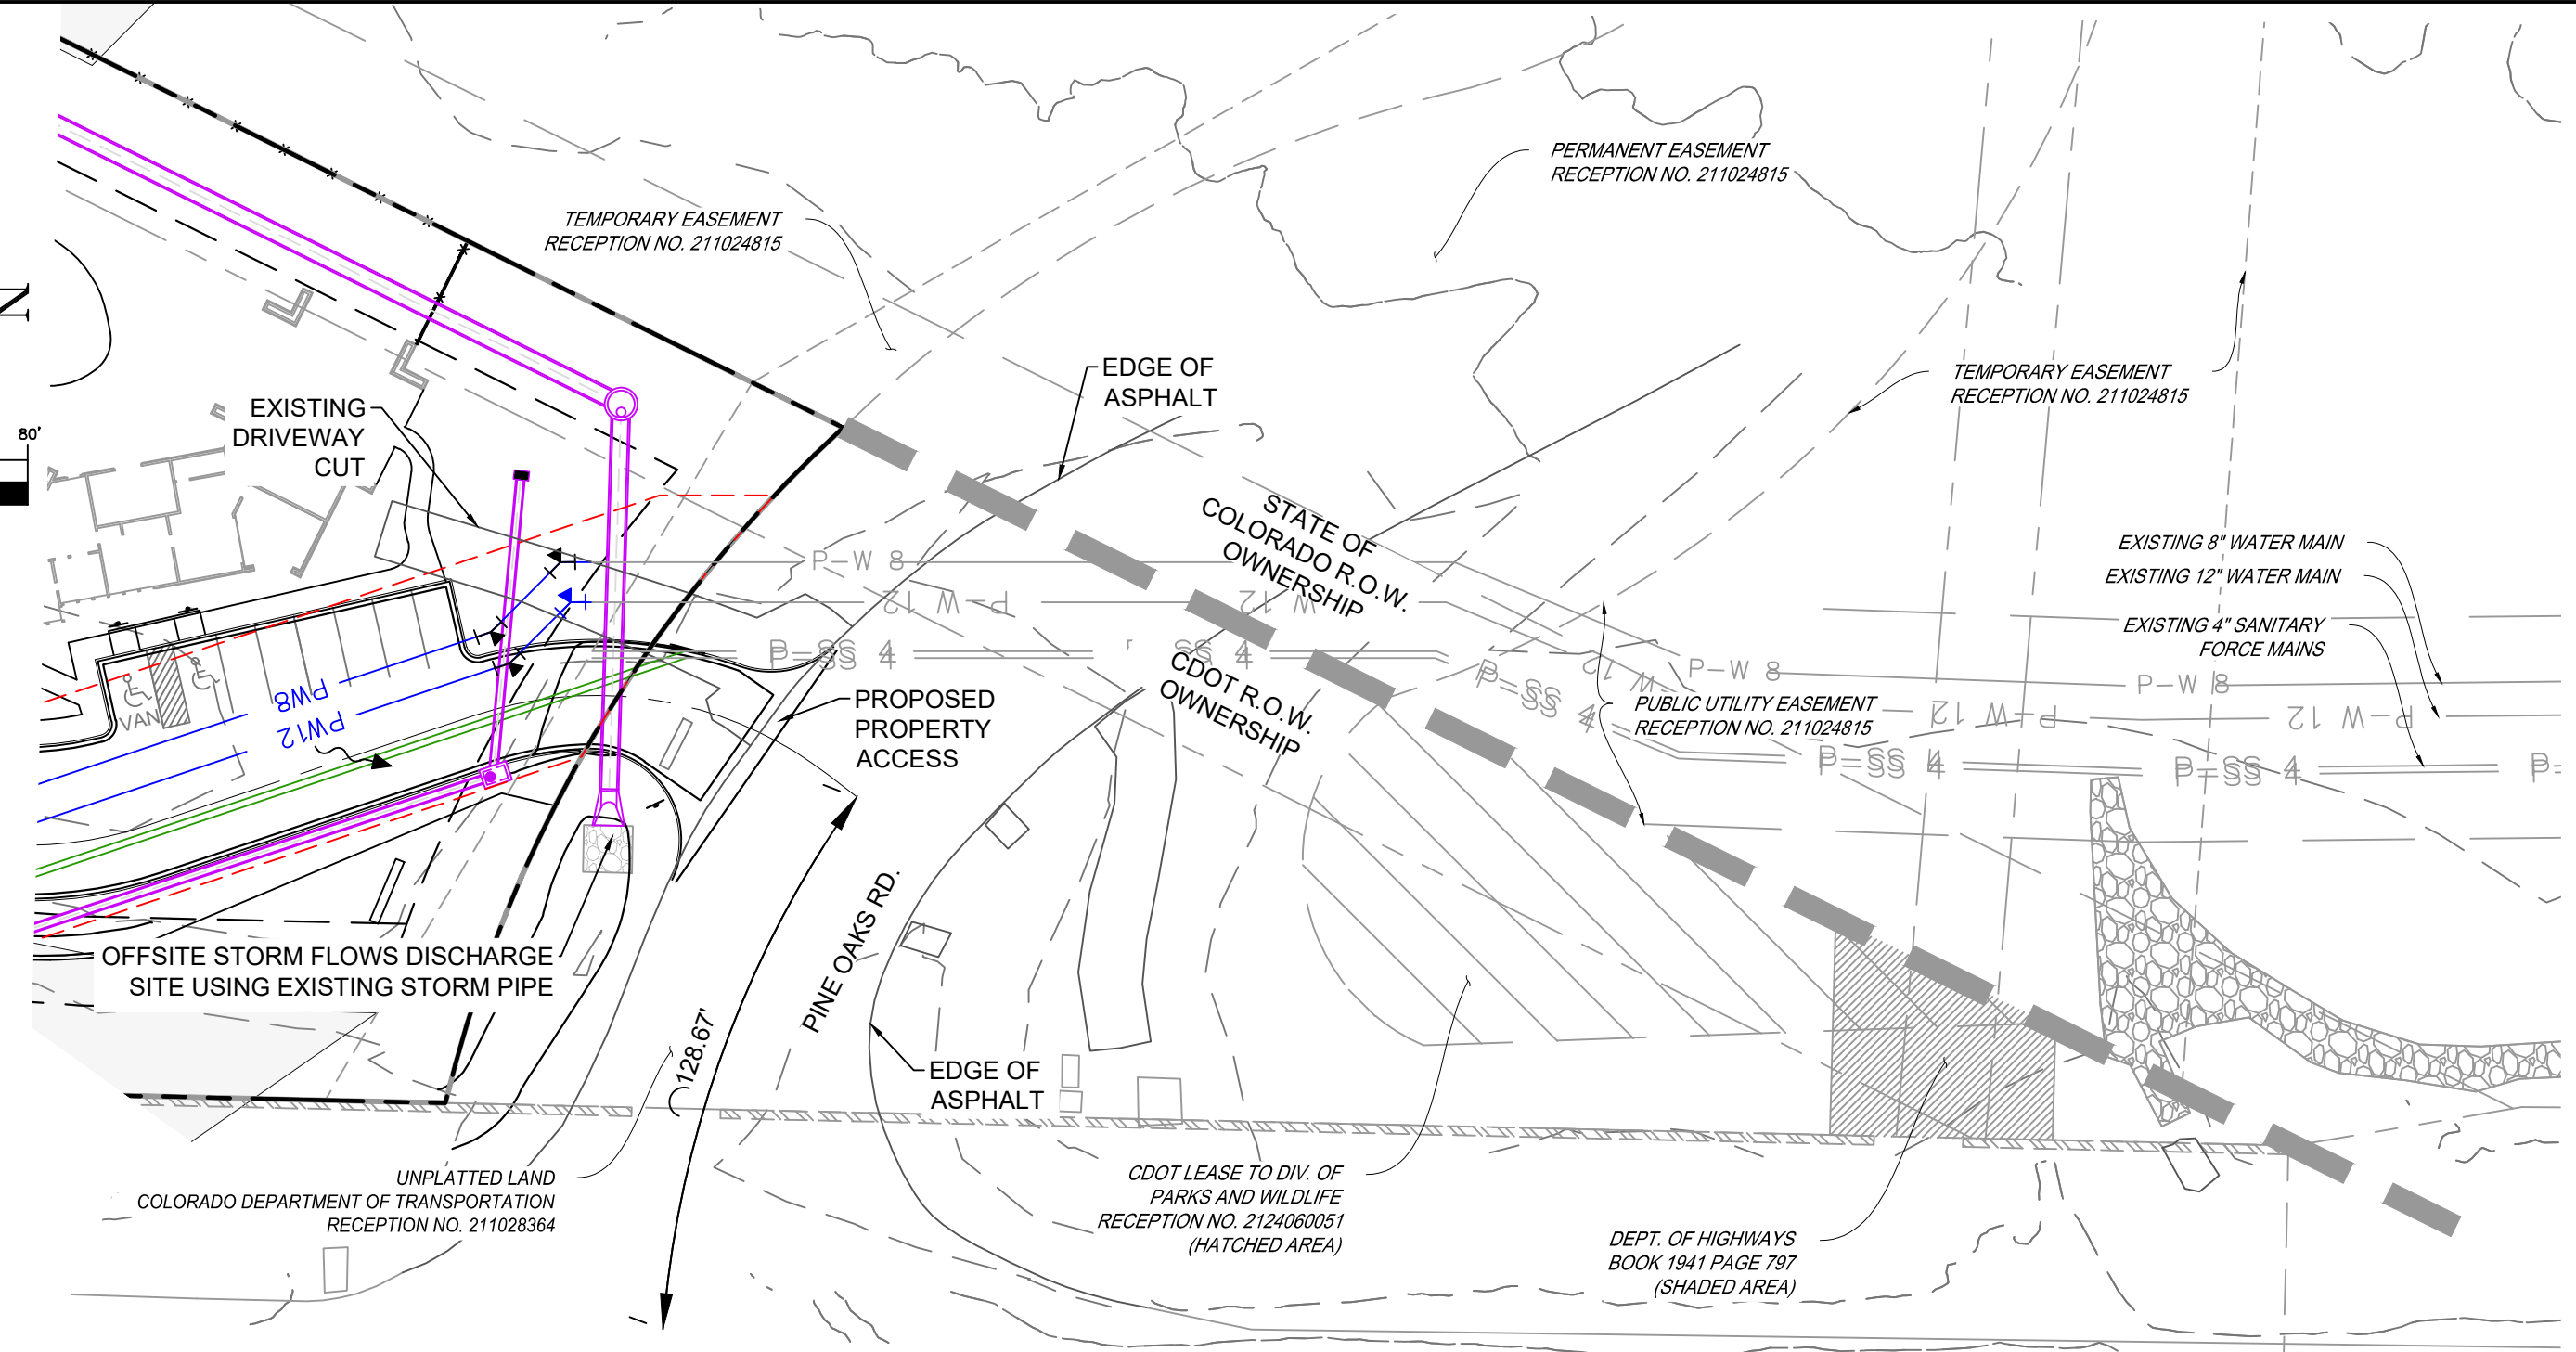 PERMANENT EASEMENT
RECEPTION NO. 211024815
TEMPORARY EASEMENT
RECEPTION NO. 211024815
N
EDGE OF
ASPHALT
TEMPORARY EASEMENT
RECEPTION NO. 211024815
80'
EXISTING
DRIVEWAY
CUT
STATE OF
COLORADO R.O.W.
OWNERSHIP
EXISTING 8" WATER MAIN
EXISTING 12" WATER MAIN
EXISTING 4" SANITARY
FORCE MAINS
P-W 8
P-W 12
W 12
P-SS 4
SS 4
P-SS 4
12 W
P-W 8
P-W 8
CDOT R.O.W.
OWNERSHIP
PROPOSED
PROPERTY
ACCESS
PUBLIC UTILITY EASEMENT
RECEPTION NO. 211024815
P-W 12
P-W 12
P-SS 4
P-SS 4
P-
VAN
PW8
PW12
OFFSITE STORM FLOWS DISCHARGE
SITE USING EXISTING STORM PIPE
PINE OAKS RD.
128.67'
EDGE OF
ASPHALT
UNPLATTED LAND
COLORADO DEPARTMENT OF TRANSPORTATION
RECEPTION NO. 211028364
CDOT LEASE TO DIV. OF
PARKS AND WILDLIFE
RECEPTION NO. 2124060051
(HATCHED AREA)
DEPT. OF HIGHWAYS
BOOK 1941 PAGE 797
(SHADED AREA)